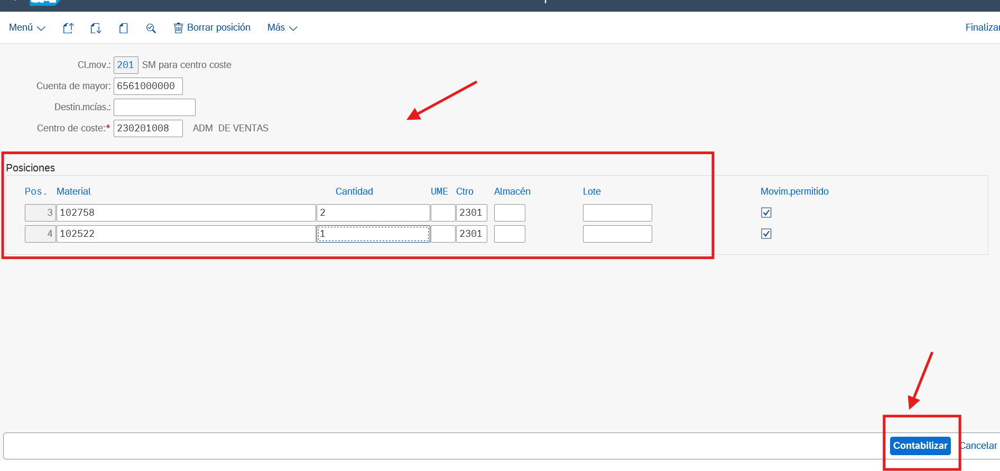 Menú Borrar posición Más Finalizar
Cl.mov.: 201 SM para centro coste
Cuenta de mayor: 6561000000
Destin.mcías.:
Centro de coste:* 230201008 ADM DE VENTAS
Posiciones
Pos. Material Cantidad UME Ctro Almacén Lote Movim.permitido
3 102758 2 2301
4 102522 1 2301
Contabilizar Cancelar